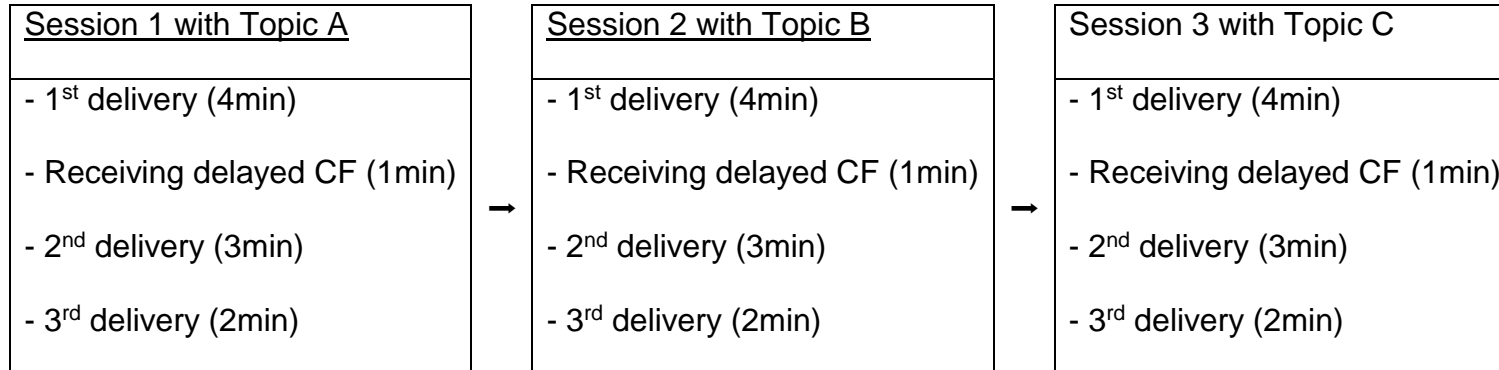 Session 1 with Topic A
- 1st delivery (4min)
- Receiving delayed CF (1min)
- 2nd delivery (3min)
- 3rd delivery (2min)
→
Session 2 with Topic B
- 1st delivery (4min)
- Receiving delayed CF (1min)
- 2nd delivery (3min)
- 3rd delivery (2min)
→
Session 3 with Topic C
- 1st delivery (4min)
- Receiving delayed CF (1min)
- 2nd delivery (3min)
- 3rd delivery (2min)